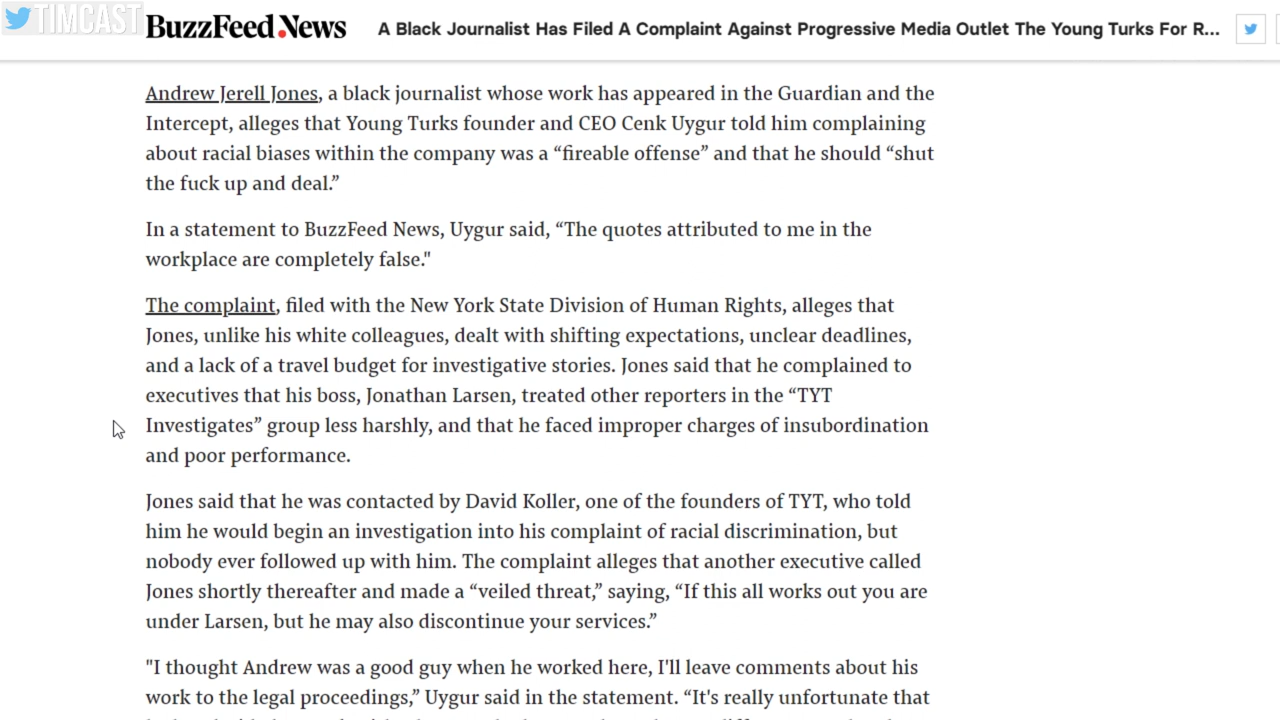 TIMCAST
BuzzFeed News
A Black Journalist Has Filed A Complaint Against Progressive Media Outlet The Young Turks For R...
Andrew Jerell Jones, a black journalist whose work has appeared in the Guardian and the
Intercept, alleges that Young Turks founder and CEO Cenk Uygur told him complaining
about racial biases within the company was a “fireable offense” and that he should “shut
the fuck up and deal.”
In a statement to BuzzFeed News, Uygur said, “The quotes attributed to me in the
workplace are completely false."
The complaint, filed with the New York State Division of Human Rights, alleges that
Jones, unlike his white colleagues, dealt with shifting expectations, unclear deadlines,
and a lack of a travel budget for investigative stories. Jones said that he complained to
executives that his boss, Jonathan Larsen, treated other reporters in the “TYT
Investigates” group less harshly, and that he faced improper charges of insubordination
and poor performance.
Jones said that he was contacted by David Koller, one of the founders of TYT, who told
him he would begin an investigation into his complaint of racial discrimination, but
nobody ever followed up with him. The complaint alleges that another executive called
Jones shortly thereafter and made a “veiled threat,” saying, “If this all works out you are
under Larsen, but he may also discontinue your services.”
"I thought Andrew was a good guy when he worked here, I'll leave comments about his
work to the legal proceedings,” Uygur said in the statement. “It's really unfortunate that